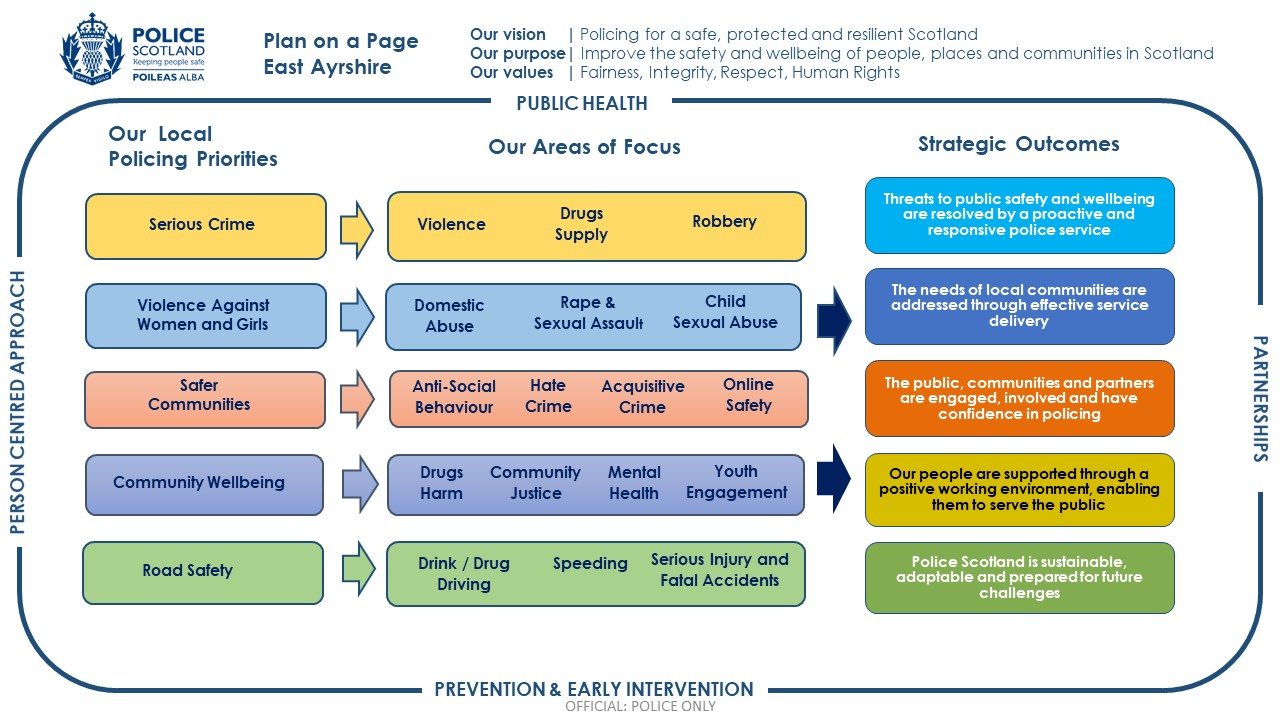 POLICE
SCOTLAND
Keeping people safe
POILEAS ALBA
SEMPER VIGILO
Plan on a Page
East Ayrshire
Our vision | Policing for a safe, protected and resilient Scotland
Our purpose| Improve the safety and wellbeing of people, places and communities in Scotland
Our values | Fairness, Integrity, Respect, Human Rights
PUBLIC HEALTH
PERSON CENTRED APPROACH
Our Local
Policing Priorities
Our Areas of Focus
Strategic Outcomes
Serious Crime
Violence
Drugs
Supply
Robbery
Violence Against
Women and Girls
Domestic
Abuse
Rape &
Sexual Assault
Child
Sexual Abuse
Safer
Communities
Anti-Social
Behaviour
Hate
Crime
Acquisitive
Crime
Online
Safety
Community Wellbeing
Drugs
Harm
Community
Justice
Mental
Health
Youth
Engagement
Road Safety
Drink / Drug
Driving
Speeding
Serious Injury and
Fatal Accidents
Threats to public safety and wellbeing
are resolved by a proactive and
responsive police service
The needs of local communities are
addressed through effective service
delivery
The public, communities and partners
are engaged, involved and have
confidence in policing
Our people are supported through a
positive working environment, enabling
them to serve the public
Police Scotland is sustainable,
adaptable and prepared for future
challenges
PARTNERSHIPS
PREVENTION & EARLY INTERVENTION
OFFICIAL: POLICE ONLY